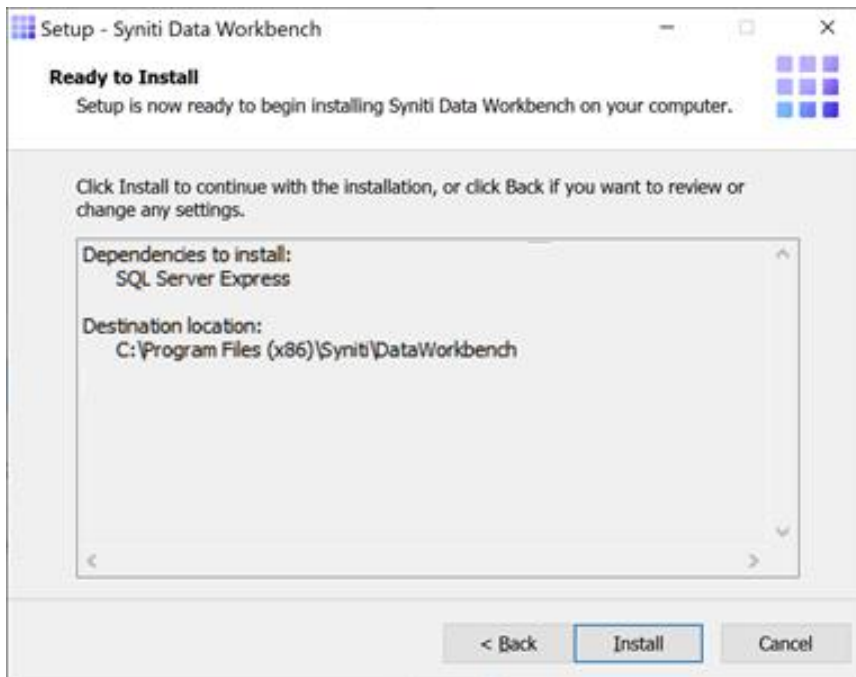 Setup - Syniti Data Workbench
Ready to Install
Setup is now ready to begin installing Syniti Data Workbench on your computer.
Click Install to continue with the installation, or click Back if you want to review or
change any settings.
Dependencies to install:
SQL Server Express
Destination location:
C:\Program Files (x86)\Syniti\DataWorkbench
< Back
Install
Cancel